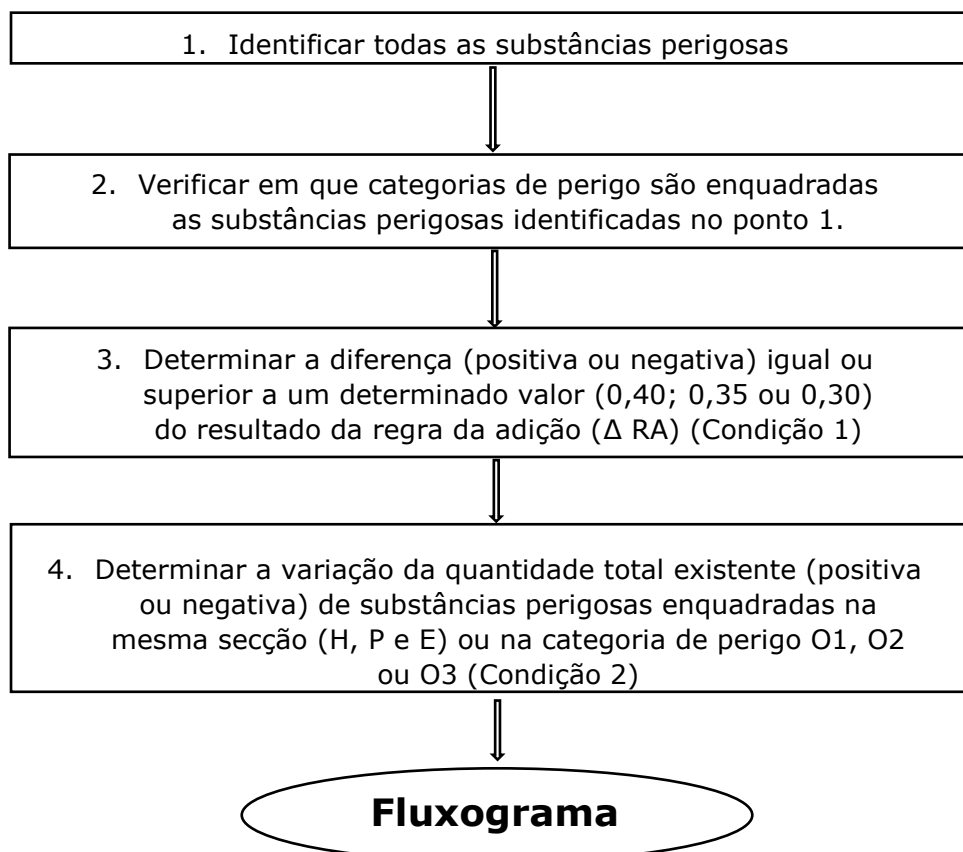 1. Identificar todas as substâncias perigosas
2. Verificar em que categorias de perigo são enquadradas
as substâncias perigosas identificadas no ponto 1.
3. Determinar a diferença (positiva ou negativa) igual ou
superior a um determinado valor (0,40; 0,35 ou 0,30)
do resultado da regra da adição (Δ RA) (Condição 1)
4. Determinar a variação da quantidade total existente (positiva
ou negativa) de substâncias perigosas enquadradas na
mesma secção (H, P e E) ou na categoria de perigo O1, O2
ou O3 (Condição 2)
Fluxograma